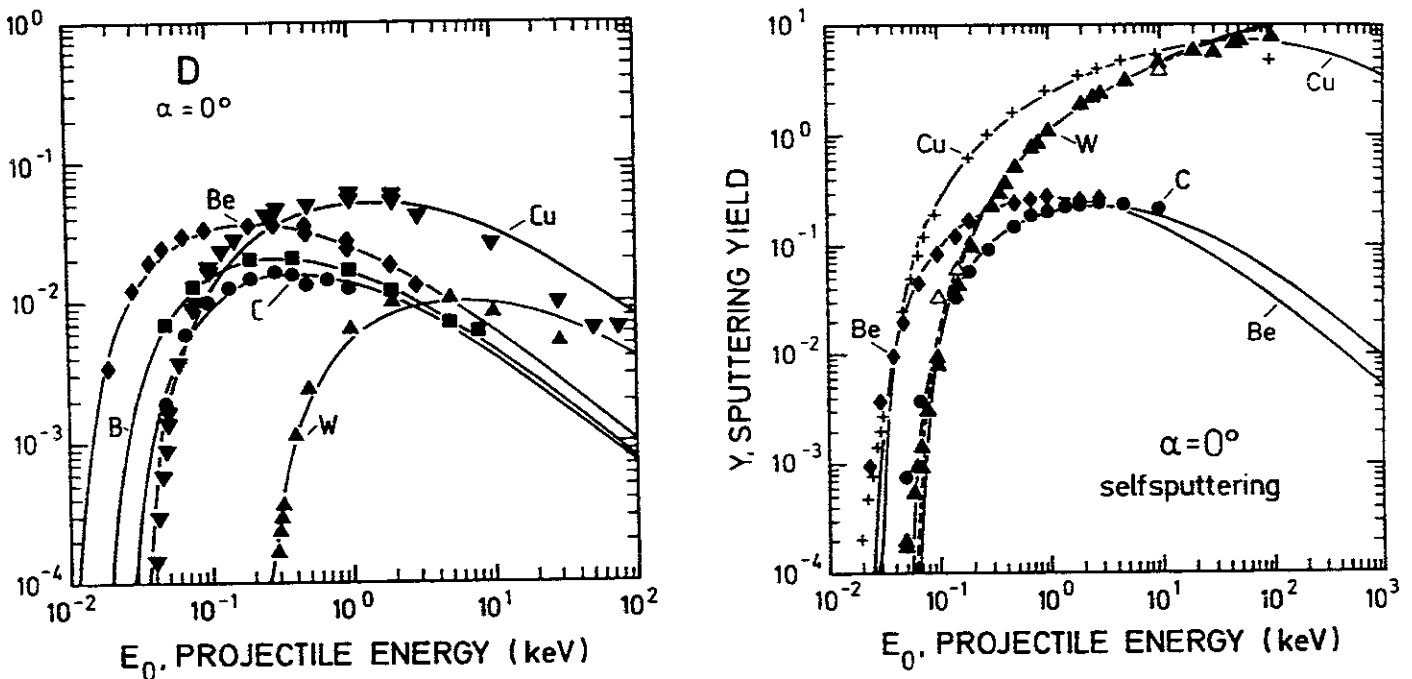 10^0
10^-1
10^-2
10^-3
10^-4
D
α = 0°
Be
Cu
B
C
W
10^-2
10^-1
10^0
10^1
10^2
E_0, PROJECTILE ENERGY (keV)
Y, SPUTTERING YIELD
10^1
10^0
10^-1
10^-2
10^-3
10^-4
Cu
Cu
W
C
Be
Be
α = 0°
selfsputtering
10^-2
10^-1
10^0
10^1
10^2
10^3
E_0, PROJECTILE ENERGY (keV)